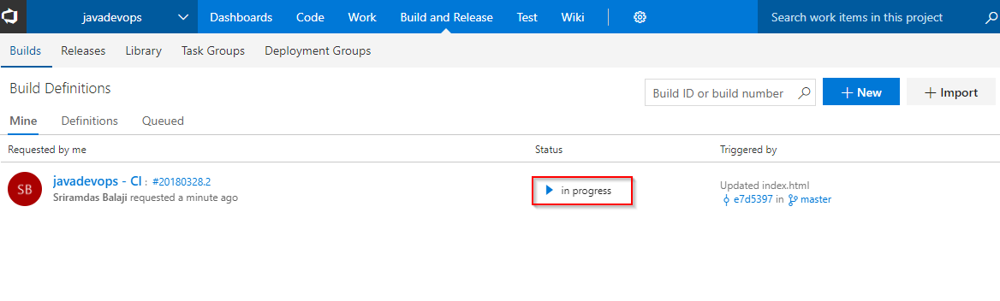 javadevops Dashboards Code Work Build and Release Test Wiki Search work items in this project
Builds Releases Library Task Groups Deployment Groups
Build Definitions Build ID or build number + New + Import
Mine Definitions Queued
Requested by me Status Triggered by
SB javadevops - CI : #20180328.2 in progress Updated index.html
Sriramdas Balaji requested a minute ago e7d5397 in master